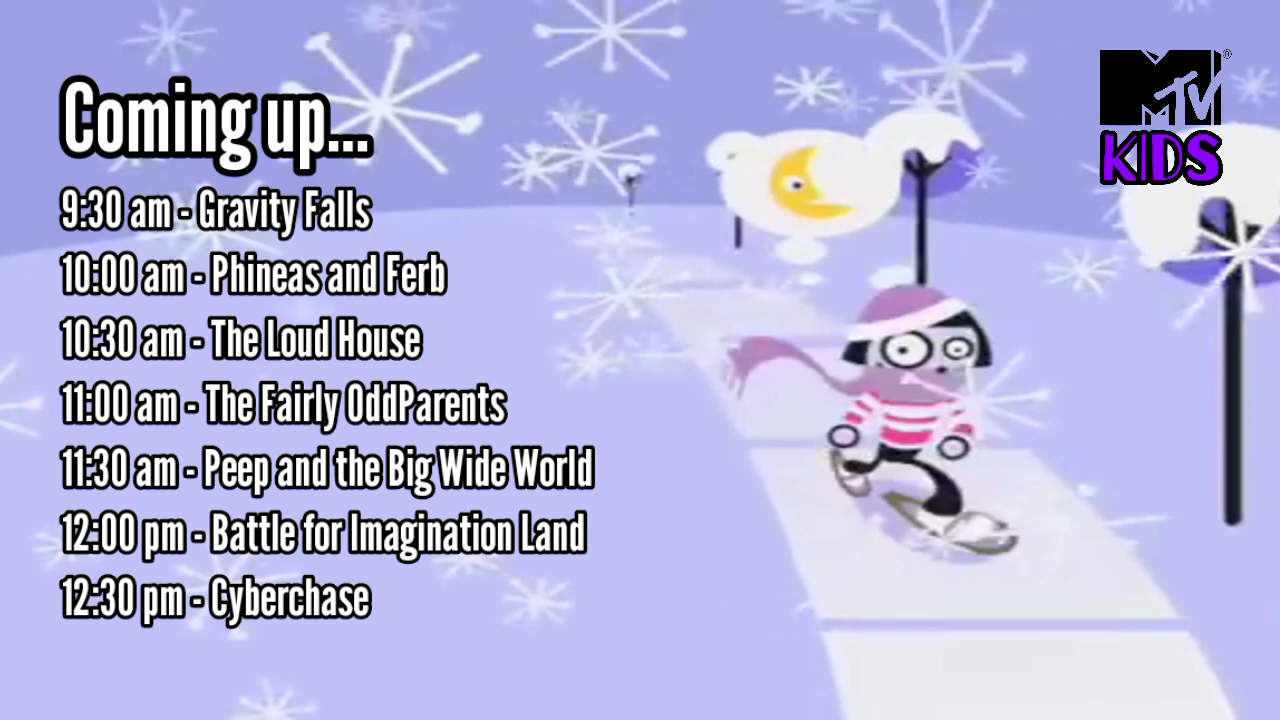 Coming up...
9:30 am - Gravity Falls
10:00 am - Phineas and Ferb
10:30 am - The Loud House
11:00 am - The Fairly OddParents
11:30 am - Peep and the Big Wide World
12:00 pm - Battle for Imagination Land
12:30 pm - Cyberchase
MTV®
KIDS